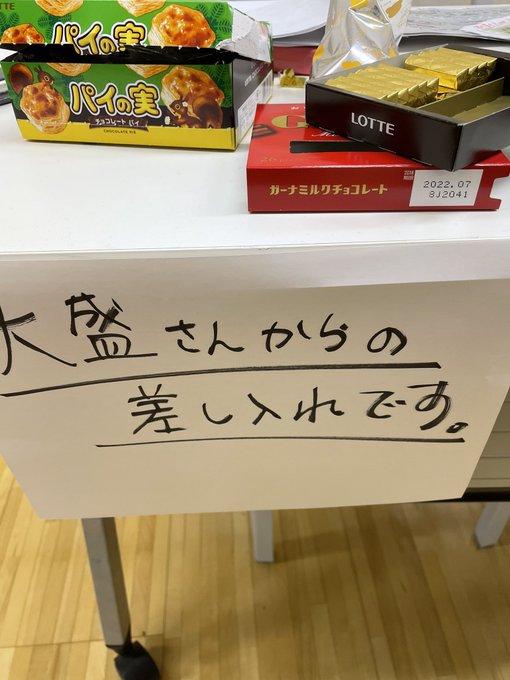 LOTTE
パイの実
パイの実
チョコレートパイ
CHOCOLATE PIE
LOTTE
ガーナミルクチョコレート
2022.07
8J2041
大盛さんからの
差し入れです。